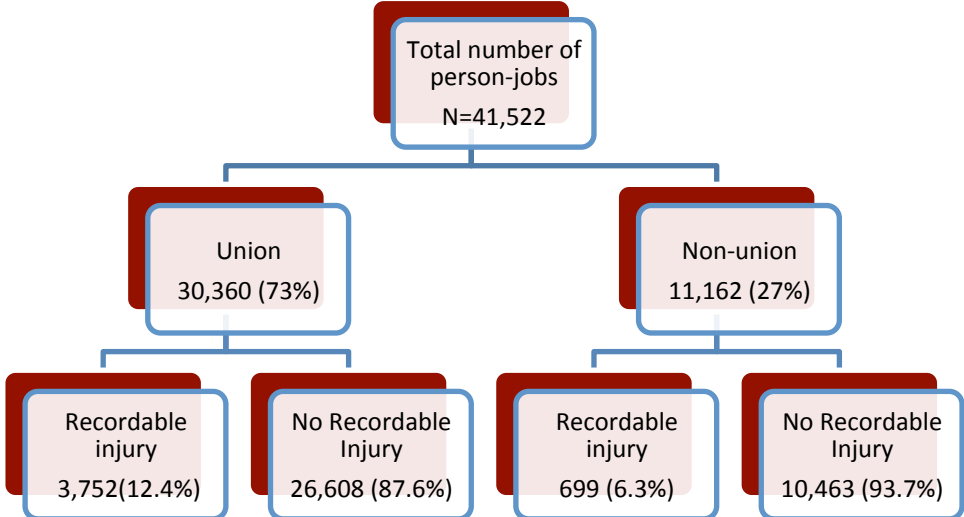 Total number of
person-jobs
N=41,522
Union
30,360 (73%)
Non-union
11,162 (27%)
Recordable
injury
3,752(12.4%)
No Recordable
Injury
26,608 (87.6%)
Recordable
injury
699 (6.3%)
No Recordable
Injury
10,463 (93.7%)